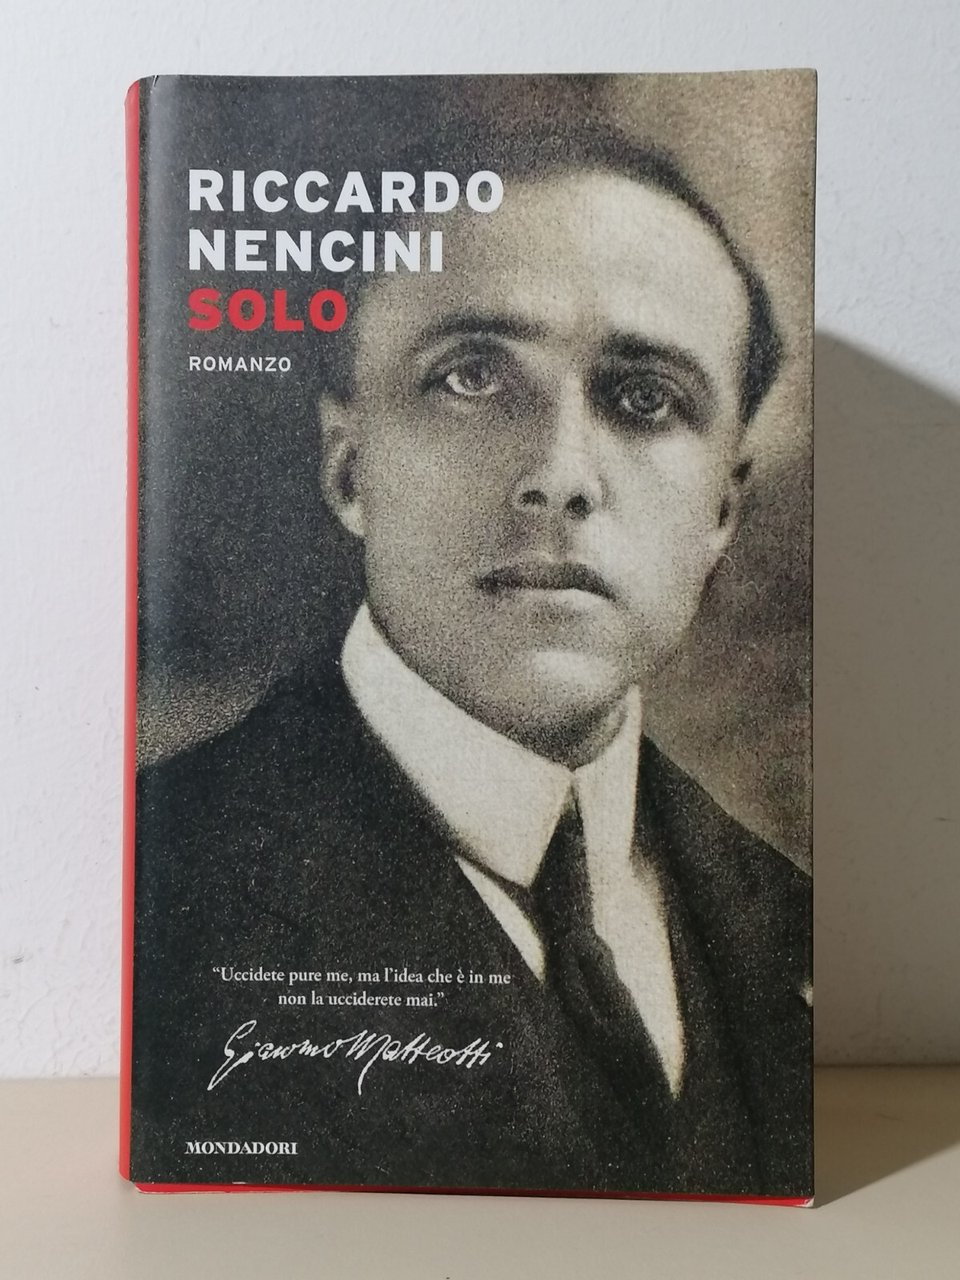 RICCARDO
NENCINI
SOLO
ROMANZO
“Uccidete pure me, ma l’idea che è in me
non la ucciderete mai.”
Giacomo Matteotti
MONDADORI